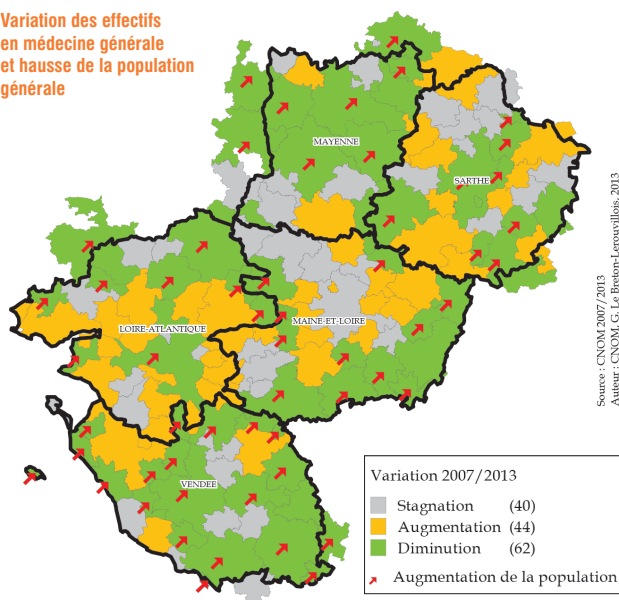 Variation des effectifs
en médecine générale
et hausse de la population
générale
MAYENNE
SARTHE
LOIRE-ATLANTIQUE
MAINE-ET-LOIRE
VENDEE
Source : CNOM 2007/2013
Auteur : CNOM, G. Le Breton-Lerouvillois, 2013
Variation 2007/2013
Stagnation (40)
Augmentation (44)
Diminution (62)
Augmentation de la population